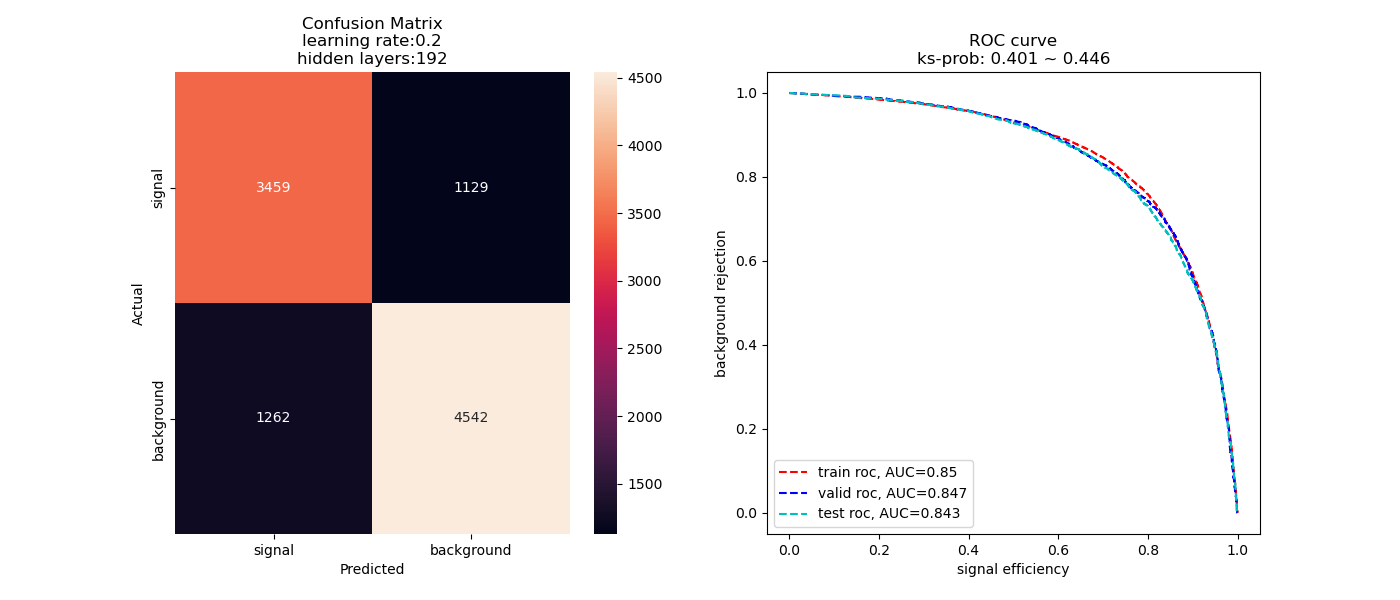 Confusion Matrix
learning rate:0.2
hidden layers:192
signal
background
Actual
3459
1129
1262
4542
signal
background
Predicted
4500
4000
3500
3000
2500
2000
1500
ROC curve
ks-prob: 0.401 ~ 0.446
background rejection
1.0
0.8
0.6
0.4
0.2
0.0
train roc, AUC=0.85
valid roc, AUC=0.847
test roc, AUC=0.843
0.0
0.2
0.4
0.6
0.8
1.0
signal efficiency